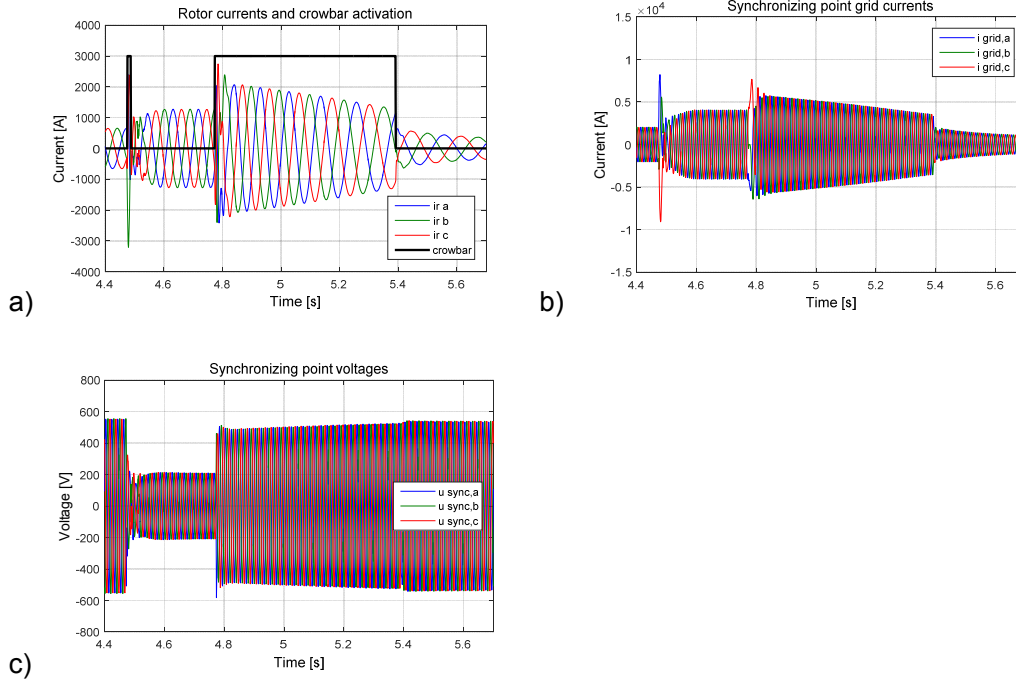 Rotor currents and crowbar activation
4000
3000
2000
1000
0
-1000
-2000
-3000
-4000
Current [A]
ir a
ir b
ir c
crowbar
4.4 4.6 4.8 5 5.2 5.4 5.6
Time [s]
a)
Synchronizing point grid currents
×10⁴
1.5
1
0.5
0
-0.5
-1
-1.5
Current [A]
i grid,a
i grid,b
i grid,c
4.4 4.6 4.8 5 5.2 5.4 5.6
Time [s]
b)
Synchronizing point voltages
800
600
400
200
0
-200
-400
-600
-800
Voltage [V]
u sync,a
u sync,b
u sync,c
4.4 4.6 4.8 5 5.2 5.4 5.6
Time [s]
c)